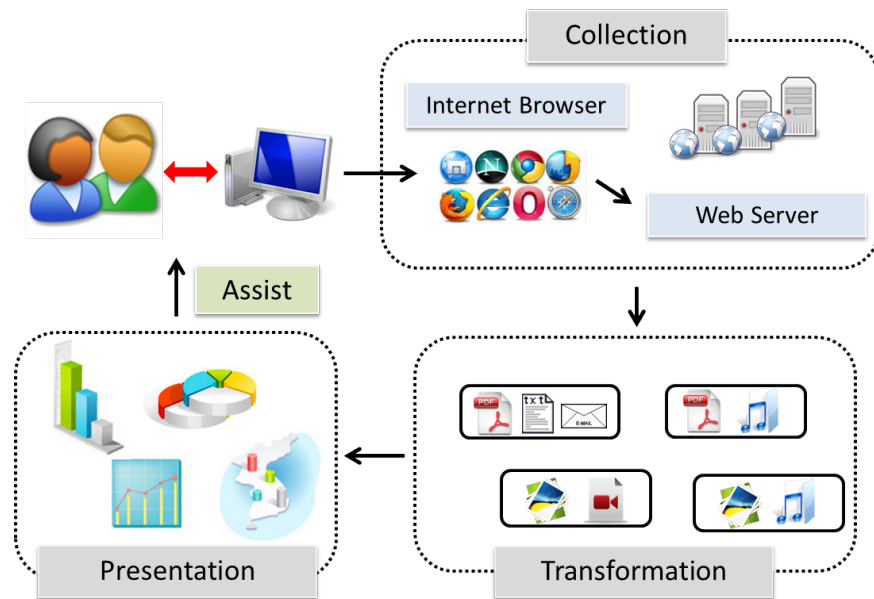 Collection
Internet Browser
N
Web Server
Assist
PDF
txt
E-MAIL
PDF
Presentation
Transformation